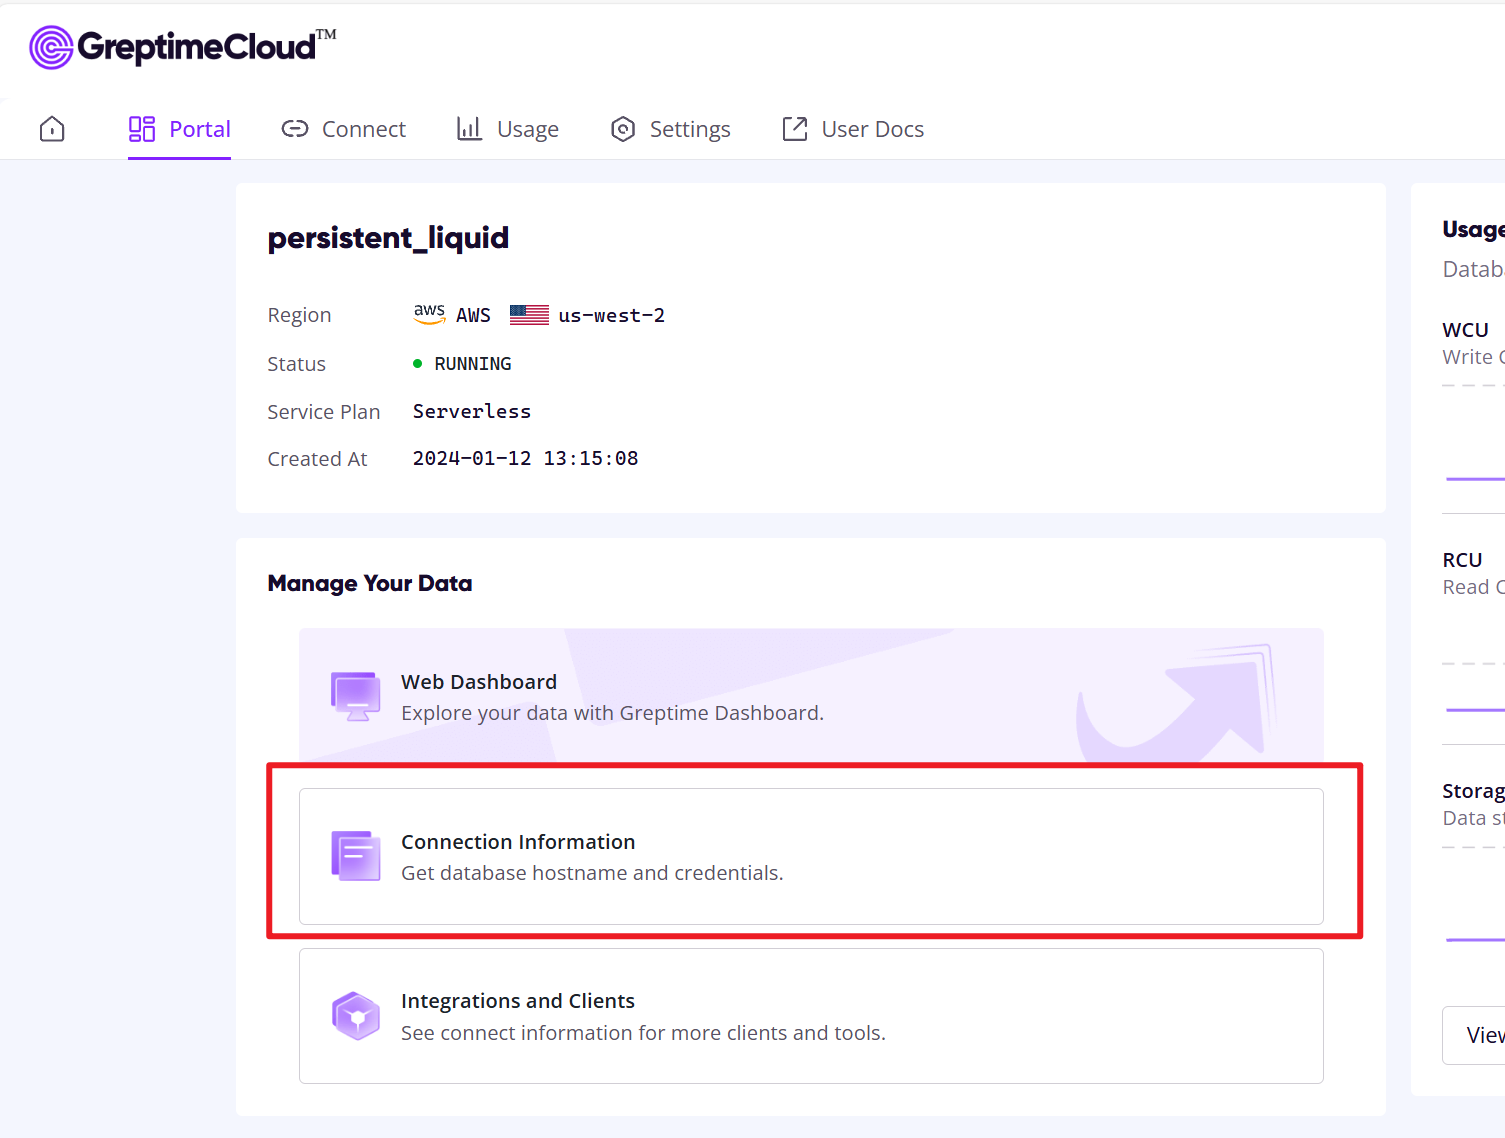 GreptimeCloud™
Portal Connect Usage Settings User Docs
persistent_liquid
Region aws AWS us-west-2
Status RUNNING
Service Plan Serverless
Created At 2024-01-12 13:15:08
Manage Your Data
Web Dashboard
Explore your data with Greptime Dashboard.
Connection Information
Get database hostname and credentials.
Integrations and Clients
See connect information for more clients and tools.
Usage
WCU
Write
RCU
Read
Data